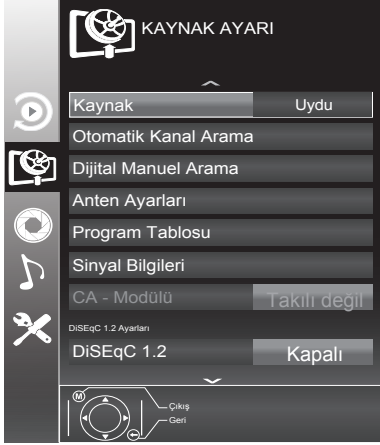 KAYNAK AYARI
Kaynak Uydu
Otomatik Kanal Arama
Dijital Manuel Arama
Anten Ayarları
Program Tablosu
Sinyal Bilgileri
CA - Modülü Takılı değil
DiSEqC 1.2 Ayarları
DiSEqC 1.2 Kapalı
M
Çıkış
Geri